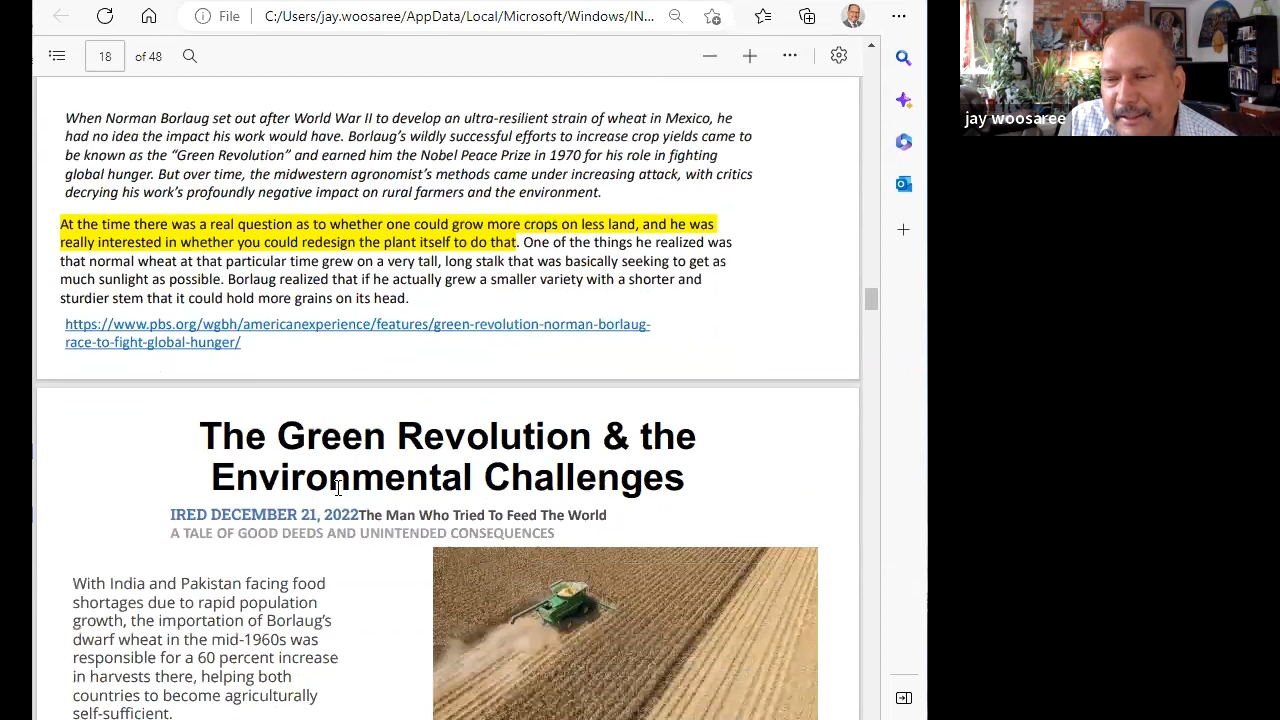 File
C:/Users/jay.woosaree/AppData/Local/Microsoft/Windows/IN...
18 of 48
jay woosaree
When Norman Borlaug set out after World War II to develop an ultra-resilient strain of wheat in Mexico, he
had no idea the impact his work would have. Borlaug's wildly successful efforts to increase crop yields came to
be known as the “Green Revolution” and earned him the Nobel Peace Prize in 1970 for his role in fighting
global hunger. But over time, the midwestern agronomist's methods came under increasing attack, with critics
decrying his work's profoundly negative impact on rural farmers and the environment.
At the time there was a real question as to whether one could grow more crops on less land, and he was
really interested in whether you could redesign the plant itself to do that. One of the things he realized was
that normal wheat at that particular time grew on a very tall, long stalk that was basically seeking to get as
much sunlight as possible. Borlaug realized that if he actually grew a smaller variety with a shorter and
sturdier stem that it could hold more grains on its head.
https://www.pbs.org/wgbh/americanexperience/features/green-revolution-norman-borlaug-
race-to-fight-global-hunger/
The Green Revolution & the
Environmental Challenges
IRED DECEMBER 21, 2022The Man Who Tried To Feed The World
A TALE OF GOOD DEEDS AND UNINTENDED CONSEQUENCES
With India and Pakistan facing food
shortages due to rapid population
growth, the importation of Borlaug's
dwarf wheat in the mid-1960s was
responsible for a 60 percent increase
in harvests there, helping both
countries to become agriculturally
self-sufficient.